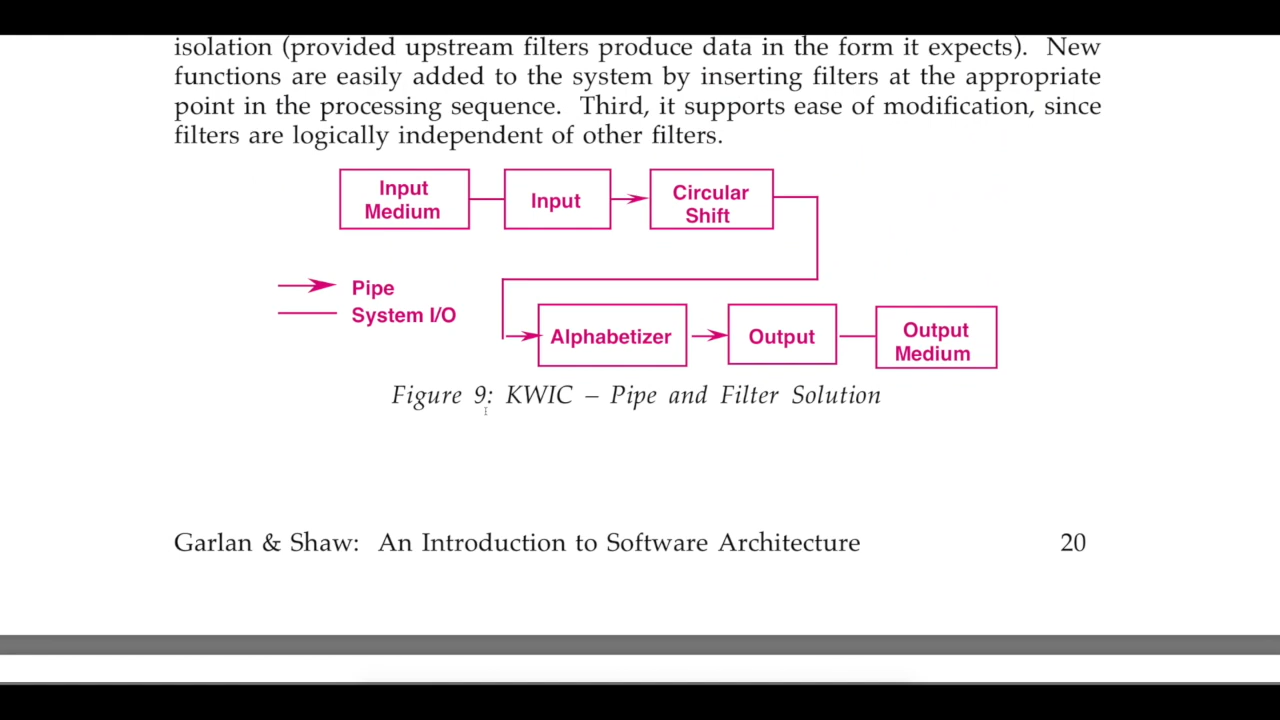 isolation (provided upstream filters produce data in the form it expects). New
functions are easily added to the system by inserting filters at the appropriate
point in the processing sequence. Third, it supports ease of modification, since
filters are logically independent of other filters.
Input
Medium
Input
Circular
Shift
Pipe
System I/O
Alphabetizer
Output
Output
Medium
Figure 9: KWIC – Pipe and Filter Solution
Garlan & Shaw: An Introduction to Software Architecture 20